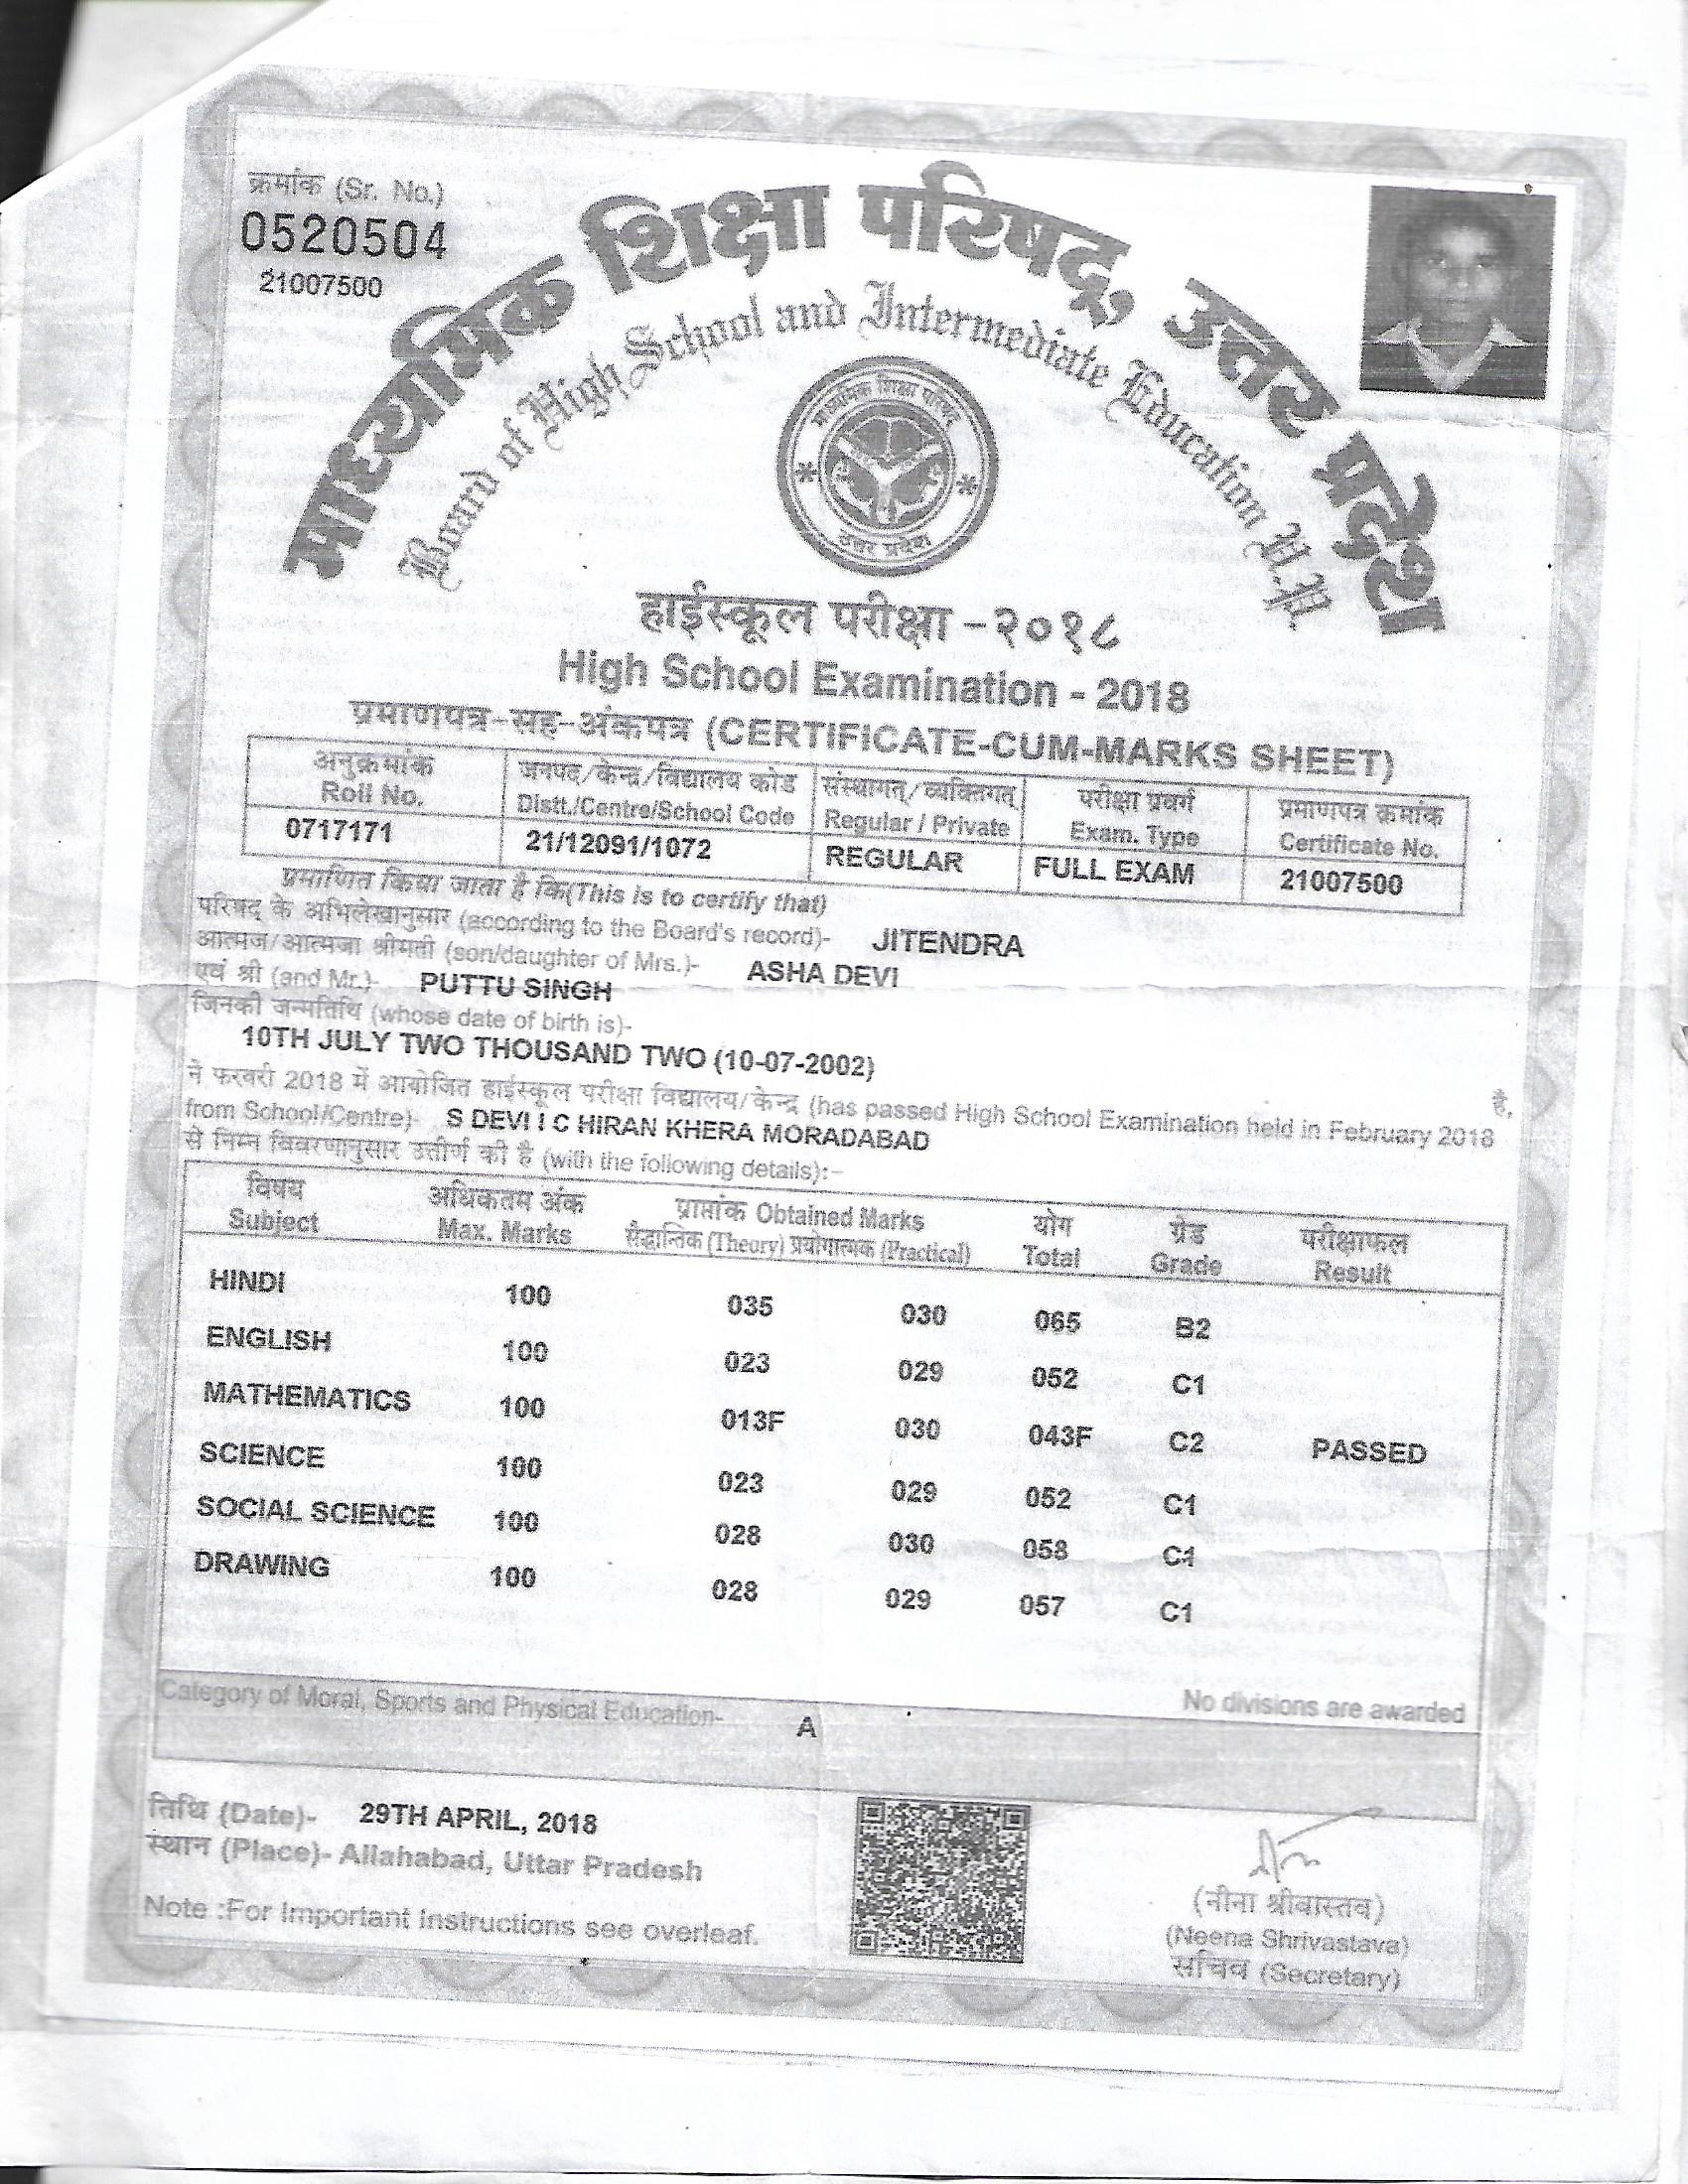 क्रमांक (Sr. No.)
0520504
21007500
माध्यमिक शिक्षा परिषद्, उत्तर प्रदेश
Board of High School and Intermediate Education U.P.
माध्यमिक शिक्षा परिषद्
उत्तर प्रदेश
हाईस्कूल परीक्षा -२०१८
High School Examination - 2018
प्रमाणपत्र-सह-अंकपत्र (CERTIFICATE-CUM-MARKS SHEET)
अनुक्रमांक जनपद/केन्द्र/विद्यालय कोड संस्थागत्/व्यक्तिगत् परीक्षा प्रवर्ग प्रमाणपत्र क्रमांक
Roll No. Distt./Centre/School Code Regular / Private Exam. Type Certificate No.
0717171 21/12091/1072 REGULAR FULL EXAM 21007500
प्रमाणित किया जाता है कि(This is to certify that)
परिषद् के अभिलेखानुसार (according to the Board's record)- JITENDRA
आत्मज/आत्मजा श्रीमती (son/daughter of Mrs.)- ASHA DEVI
एवं श्री (and Mr.)- PUTTU SINGH
जिनकी जन्मतिथि (whose date of birth is)-
10TH JULY TWO THOUSAND TWO (10-07-2002) है,
ने फरवरी 2018 में आयोजित हाईस्कूल परीक्षा विद्यालय/केन्द्र (has passed High School Examination held in February 2018
from School/Centre)- S DEVI I C HIRAN KHERA MORADABAD
से निम्न विवरणानुसार उत्तीर्ण की है (with the following details):-
विषय अधिकतम अंक प्राप्तांक Obtained Marks योग ग्रेड परीक्षाफल
Subject Max. Marks सैद्धान्तिक (Theory) प्रयोगात्मक (Practical) Total Grade Result
HINDI 100 035 030 065 B2
ENGLISH 100 023 029 052 C1
MATHEMATICS 100 013F 030 043F C2 PASSED
SCIENCE 100 023 029 052 C1
SOCIAL SCIENCE 100 028 030 058 C1
DRAWING 100 028 029 057 C1
Category of Moral, Sports and Physical Education- A No divisions are awarded
तिथि (Date)- 29TH APRIL, 2018
स्थान (Place)- Allahabad, Uttar Pradesh
Note :For Important Instructions see overleaf.
(नीना श्रीवास्तव)
(Neena Shrivastava)
सचिव (Secretary)